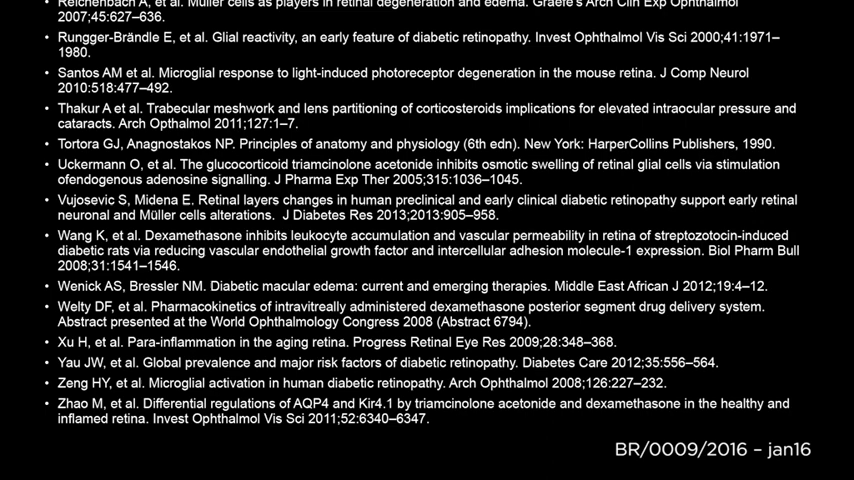 • Reichenbach A, et al. Müller cells as players in retinal degeneration and edema. Graefe's Arch Clin Exp Ophthalmol
2007;45:627–636.
• Rungger-Brändle E, et al. Glial reactivity, an early feature of diabetic retinopathy. Invest Ophthalmol Vis Sci 2000;41:1971–
1980.
• Santos AM et al. Microglial response to light-induced photoreceptor degeneration in the mouse retina. J Comp Neurol
2010:518:477–492.
• Thakur A et al. Trabecular meshwork and lens partitioning of corticosteroids implications for elevated intraocular pressure and
cataracts. Arch Opthalmol 2011;127:1–7.
• Tortora GJ, Anagnostakos NP. Principles of anatomy and physiology (6th edn). New York: HarperCollins Publishers, 1990.
• Uckermann O, et al. The glucocorticoid triamcinolone acetonide inhibits osmotic swelling of retinal glial cells via stimulation
ofendogenous adenosine signalling. J Pharma Exp Ther 2005;315:1036–1045.
• Vujosevic S, Midena E. Retinal layers changes in human preclinical and early clinical diabetic retinopathy support early retinal
neuronal and Müller cells alterations. J Diabetes Res 2013;2013:905–958.
• Wang K, et al. Dexamethasone inhibits leukocyte accumulation and vascular permeability in retina of streptozotocin-induced
diabetic rats via reducing vascular endothelial growth factor and intercellular adhesion molecule-1 expression. Biol Pharm Bull
2008;31:1541–1546.
• Wenick AS, Bressler NM. Diabetic macular edema: current and emerging therapies. Middle East African J 2012;19:4–12.
• Welty DF, et al. Pharmacokinetics of intravitreally administered dexamethasone posterior segment drug delivery system.
Abstract presented at the World Ophthalmology Congress 2008 (Abstract 6794).
• Xu H, et al. Para-inflammation in the aging retina. Progress Retinal Eye Res 2009;28:348–368.
• Yau JW, et al. Global prevalence and major risk factors of diabetic retinopathy. Diabetes Care 2012;35:556–564.
• Zeng HY, et al. Microglial activation in human diabetic retinopathy. Arch Ophthalmol 2008;126:227–232.
• Zhao M, et al. Differential regulations of AQP4 and Kir4.1 by triamcinolone acetonide and dexamethasone in the healthy and
inflamed retina. Invest Ophthalmol Vis Sci 2011;52:6340–6347.
BR/0009/2016 – jan16